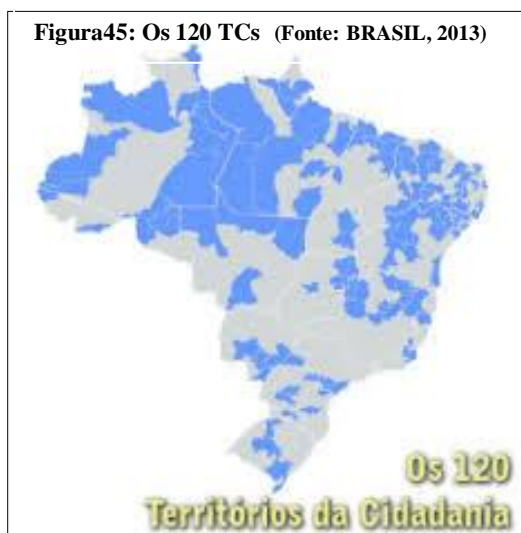 Figura45: Os 120 TCs (Fonte: BRASIL, 2013)
Os 120
Territórios da Cidadania